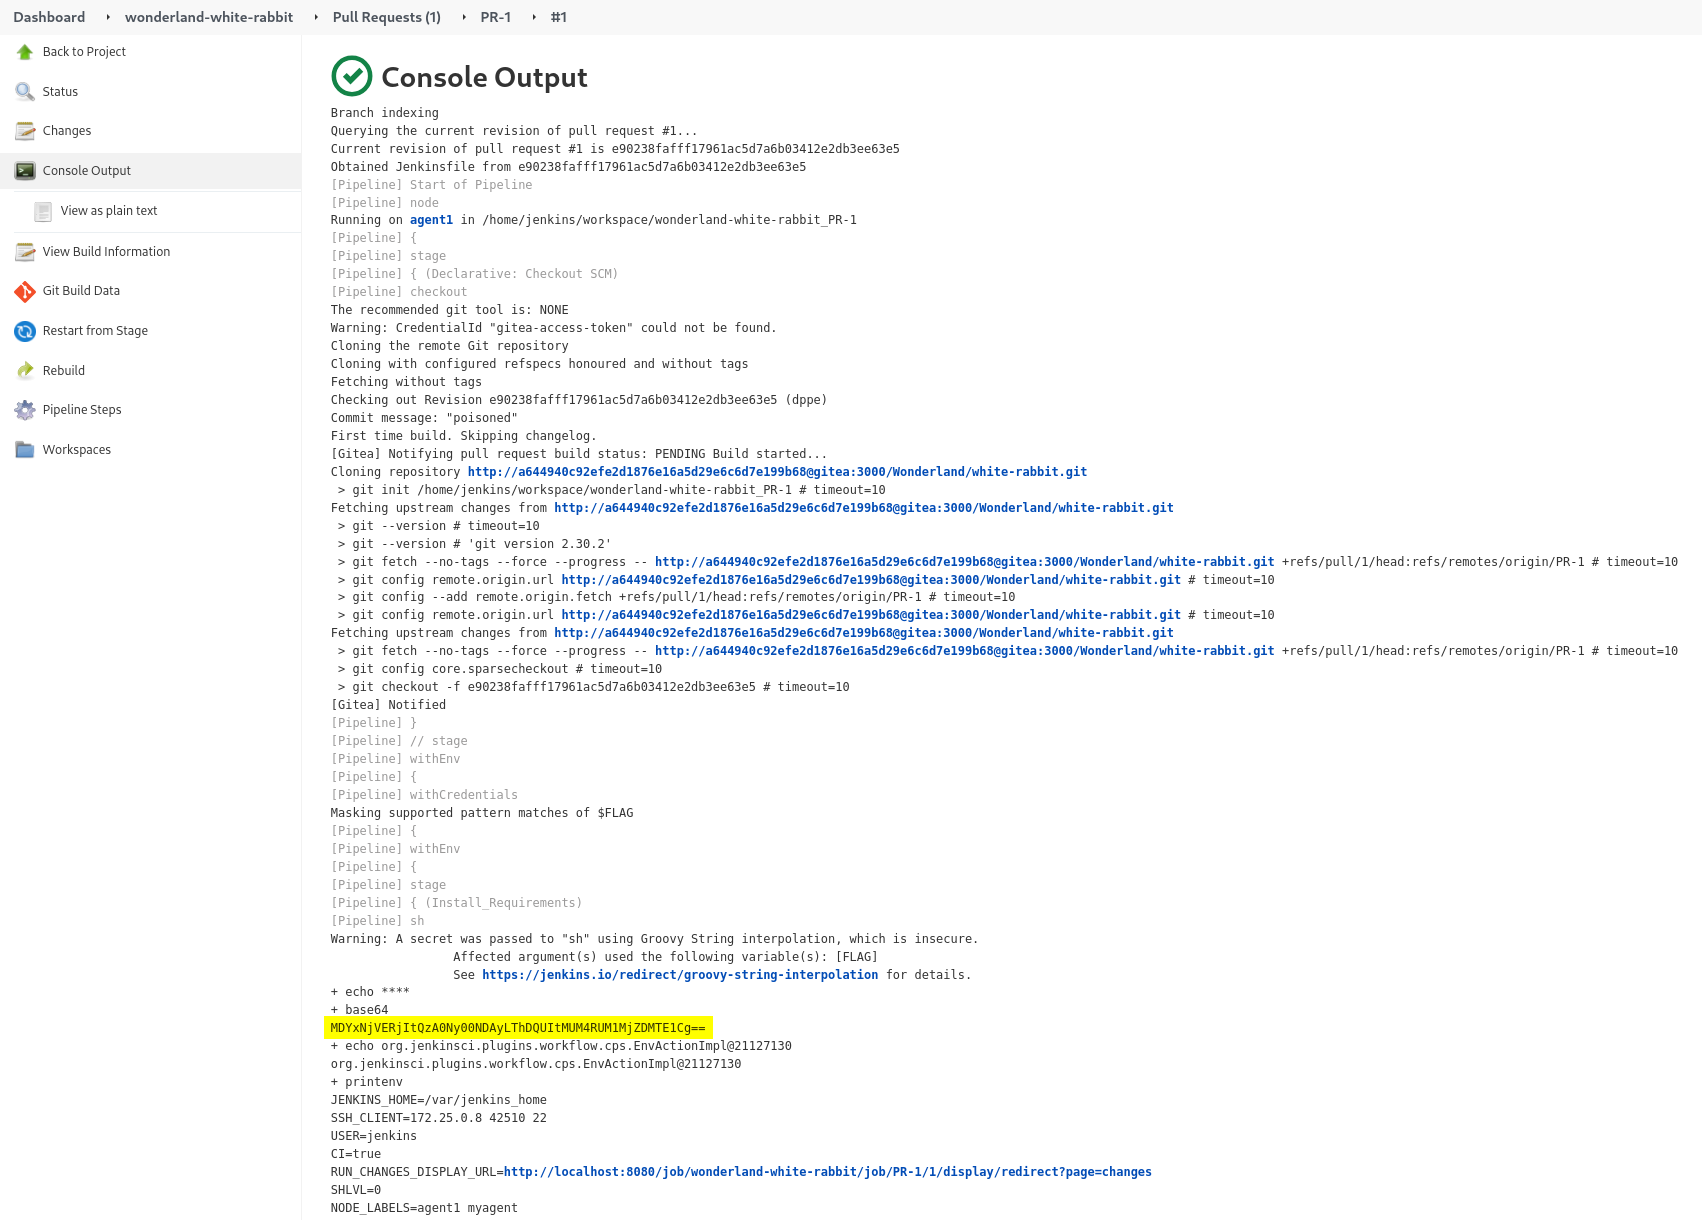 Dashboard ‣ wonderland-white-rabbit ‣ Pull Requests (1) ‣ PR-1 ‣ #1
Back to Project
Status
Changes
Console Output
View as plain text
View Build Information
Git Build Data
Restart from Stage
Rebuild
Pipeline Steps
Workspaces
Console Output
Branch indexing
Querying the current revision of pull request #1...
Current revision of pull request #1 is e90238fafff17961ac5d7a6b03412e2db3ee63e5
Obtained Jenkinsfile from e90238fafff17961ac5d7a6b03412e2db3ee63e5
[Pipeline] Start of Pipeline
[Pipeline] node
Running on agent1 in /home/jenkins/workspace/wonderland-white-rabbit_PR-1
[Pipeline] {
[Pipeline] stage
[Pipeline] { (Declarative: Checkout SCM)
[Pipeline] checkout
The recommended git tool is: NONE
Warning: CredentialId "gitea-access-token" could not be found.
Cloning the remote Git repository
Cloning with configured refspecs honoured and without tags
Fetching without tags
Checking out Revision e90238fafff17961ac5d7a6b03412e2db3ee63e5 (dppe)
Commit message: "poisoned"
First time build. Skipping changelog.
[Gitea] Notifying pull request build status: PENDING Build started...
Cloning repository http://a644940c92efe2d1876e16a5d29e6c6d7e199b68@gitea:3000/Wonderland/white-rabbit.git
 > git init /home/jenkins/workspace/wonderland-white-rabbit_PR-1 # timeout=10
Fetching upstream changes from http://a644940c92efe2d1876e16a5d29e6c6d7e199b68@gitea:3000/Wonderland/white-rabbit.git
 > git --version # timeout=10
 > git --version # 'git version 2.30.2'
 > git fetch --no-tags --force --progress -- http://a644940c92efe2d1876e16a5d29e6c6d7e199b68@gitea:3000/Wonderland/white-rabbit.git +refs/pull/1/head:refs/remotes/origin/PR-1 # timeout=10
 > git config remote.origin.url http://a644940c92efe2d1876e16a5d29e6c6d7e199b68@gitea:3000/Wonderland/white-rabbit.git # timeout=10
 > git config --add remote.origin.fetch +refs/pull/1/head:refs/remotes/origin/PR-1 # timeout=10
 > git config remote.origin.url http://a644940c92efe2d1876e16a5d29e6c6d7e199b68@gitea:3000/Wonderland/white-rabbit.git # timeout=10
Fetching upstream changes from http://a644940c92efe2d1876e16a5d29e6c6d7e199b68@gitea:3000/Wonderland/white-rabbit.git
 > git fetch --no-tags --force --progress -- http://a644940c92efe2d1876e16a5d29e6c6d7e199b68@gitea:3000/Wonderland/white-rabbit.git +refs/pull/1/head:refs/remotes/origin/PR-1 # timeout=10
 > git config core.sparsecheckout # timeout=10
 > git checkout -f e90238fafff17961ac5d7a6b03412e2db3ee63e5 # timeout=10
[Gitea] Notified
[Pipeline] }
[Pipeline] // stage
[Pipeline] withEnv
[Pipeline] {
[Pipeline] withCredentials
Masking supported pattern matches of $FLAG
[Pipeline] {
[Pipeline] withEnv
[Pipeline] {
[Pipeline] stage
[Pipeline] { (Install_Requirements)
[Pipeline] sh
Warning: A secret was passed to "sh" using Groovy String interpolation, which is insecure.
Affected argument(s) used the following variable(s): [FLAG]
See https://jenkins.io/redirect/groovy-string-interpolation for details.
+ echo ****
+ base64
MDYxNjVERjItQzA0Ny00NDAyLThDQUItMUM4RUM1MjZDMTE1Cg==
+ echo org.jenkinsci.plugins.workflow.cps.EnvActionImpl@21127130
org.jenkinsci.plugins.workflow.cps.EnvActionImpl@21127130
+ printenv
JENKINS_HOME=/var/jenkins_home
SSH_CLIENT=172.25.0.8 42510 22
USER=jenkins
CI=true
RUN_CHANGES_DISPLAY_URL=http://localhost:8080/job/wonderland-white-rabbit/job/PR-1/1/display/redirect?page=changes
SHLVL=0
NODE_LABELS=agent1 myagent